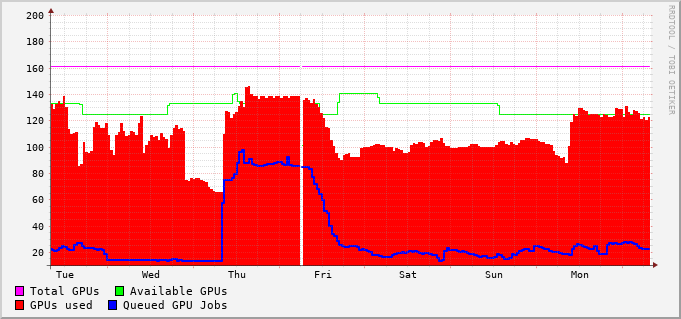 RRDTOOL / TOBI OETIKER
200
180
160
140
120
100
80
60
40
20
Tue Wed Thu Fri Sat Sun Mon
Total GPUs Available GPUs
GPUs used Queued GPU Jobs